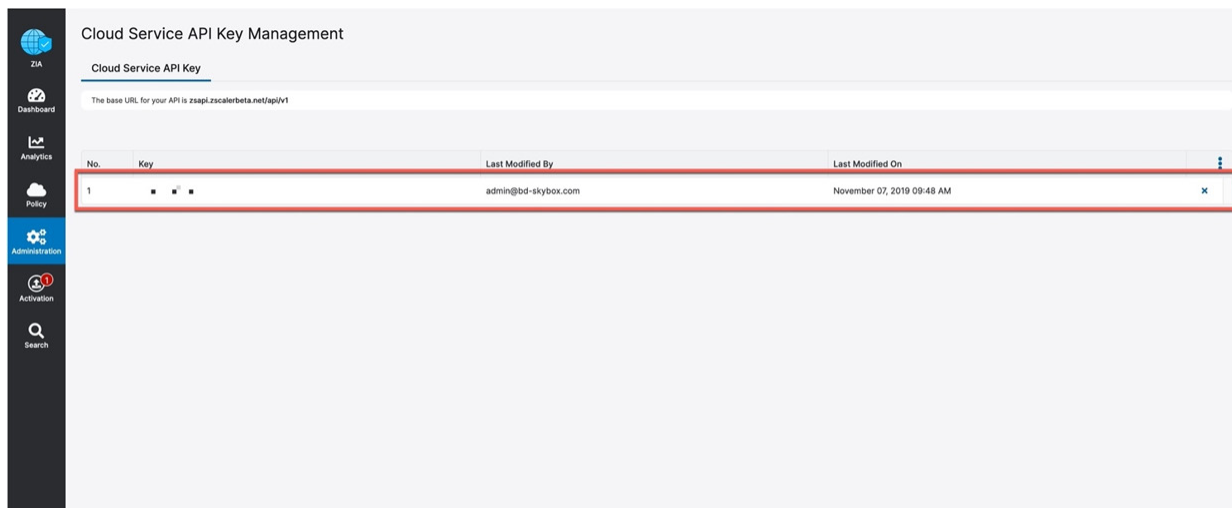 Cloud Service API Key Management
ZIA
Cloud Service API Key
Dashboard
The base URL for your API is zsapi.zscalerbeta.net/api/v1
Analytics
No. Key Last Modified By Last Modified On
1 admin@bd-skybox.com November 07, 2019 09:48 AM
Policy
Administration
1
Activation
Search